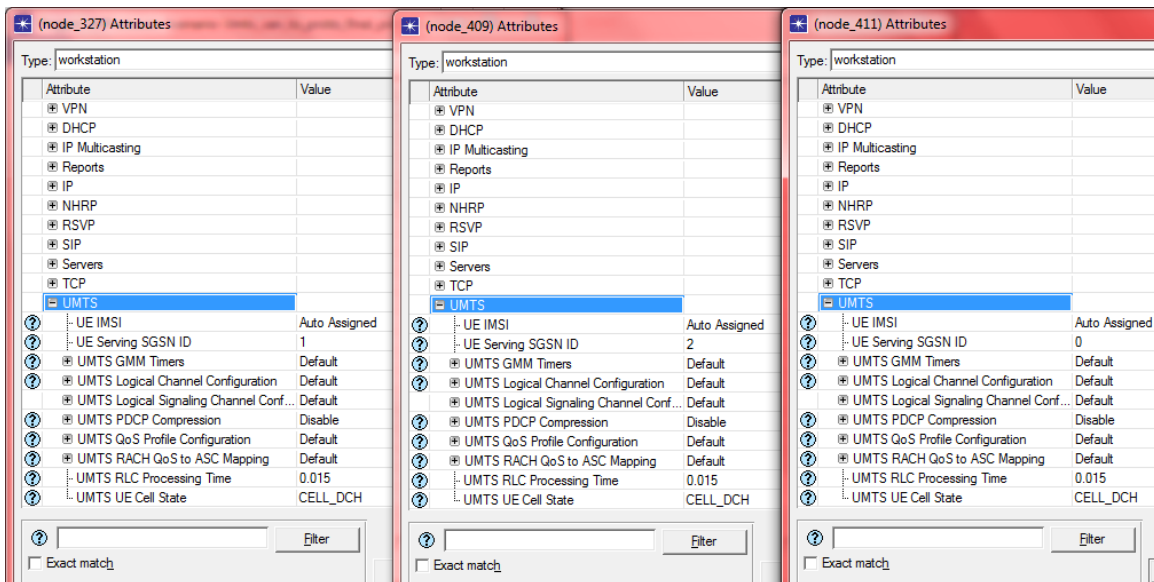 (node_327) Attributes
Type: workstation
Attribute Value
VPN
DHCP
IP Multicasting
Reports
IP
NHRP
RSVP
SIP
Servers
TCP
UMTS
UE IMSI Auto Assigned
UE Serving SGSN ID 1
UMTS GMM Timers Default
UMTS Logical Channel Configuration Default
UMTS Logical Signaling Channel Conf... Default
UMTS PDCP Compression Disable
UMTS QoS Profile Configuration Default
UMTS RACH QoS to ASC Mapping Default
UMTS RLC Processing Time 0.015
UMTS UE Cell State CELL_DCH
Filter
Exact match
(node_409) Attributes
Type: workstation
Attribute Value
VPN
DHCP
IP Multicasting
Reports
IP
NHRP
RSVP
SIP
Servers
TCP
UMTS
UE IMSI Auto Assigned
UE Serving SGSN ID 2
UMTS GMM Timers Default
UMTS Logical Channel Configuration Default
UMTS Logical Signaling Channel Conf... Default
UMTS PDCP Compression Disable
UMTS QoS Profile Configuration Default
UMTS RACH QoS to ASC Mapping Default
UMTS RLC Processing Time 0.015
UMTS UE Cell State CELL_DCH
Filter
Exact match
(node_411) Attributes
Type: workstation
Attribute Value
VPN
DHCP
IP Multicasting
Reports
IP
NHRP
RSVP
SIP
Servers
TCP
UMTS
UE IMSI Auto Assigned
UE Serving SGSN ID 0
UMTS GMM Timers Default
UMTS Logical Channel Configuration Default
UMTS Logical Signaling Channel Conf... Default
UMTS PDCP Compression Disable
UMTS QoS Profile Configuration Default
UMTS RACH QoS to ASC Mapping Default
UMTS RLC Processing Time 0.015
UMTS UE Cell State CELL_DCH
Filter
Exact match